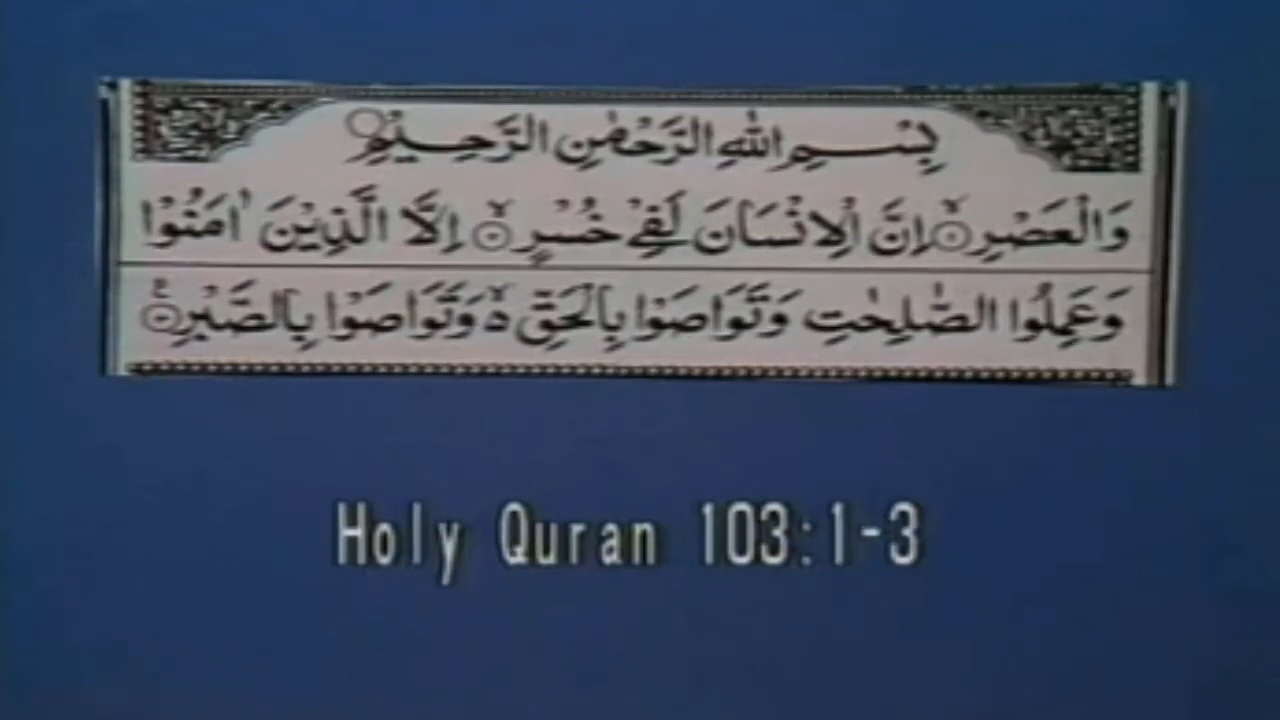 بِسْمِ اللّٰهِ الرَّحْمٰنِ الرَّحِيْمِ
وَالْعَصْرِ ۙ اِنَّ الْاِنْسَانَ لَفِيْ خُسْرٍ ۙ اِلَّا الَّذِيْنَ اٰمَنُوْا
وَعَمِلُوا الصّٰلِحٰتِ وَتَوَاصَوْا بِالْحَقِّ ۙ وَتَوَاصَوْا بِالصَّبْرِ
Holy Quran 103:1-3